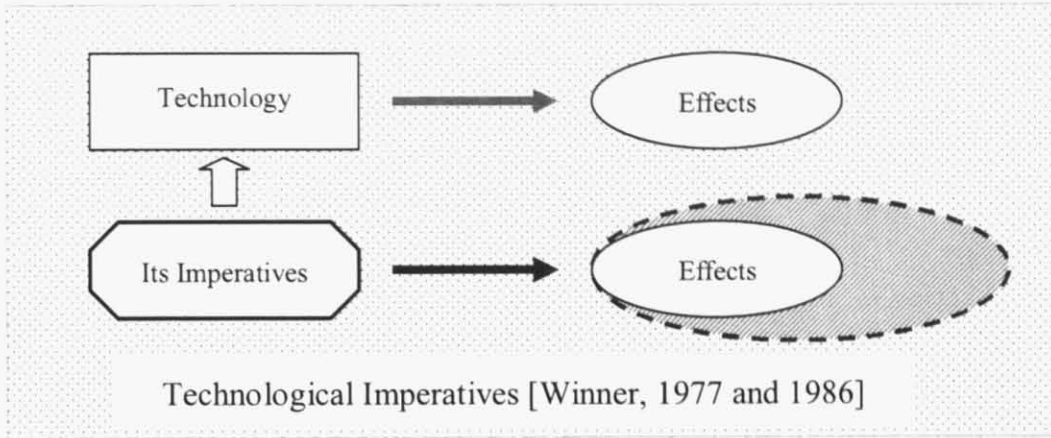 Technology
Effects
Its Imperatives
Effects
Technological Imperatives [Winner, 1977 and 1986]